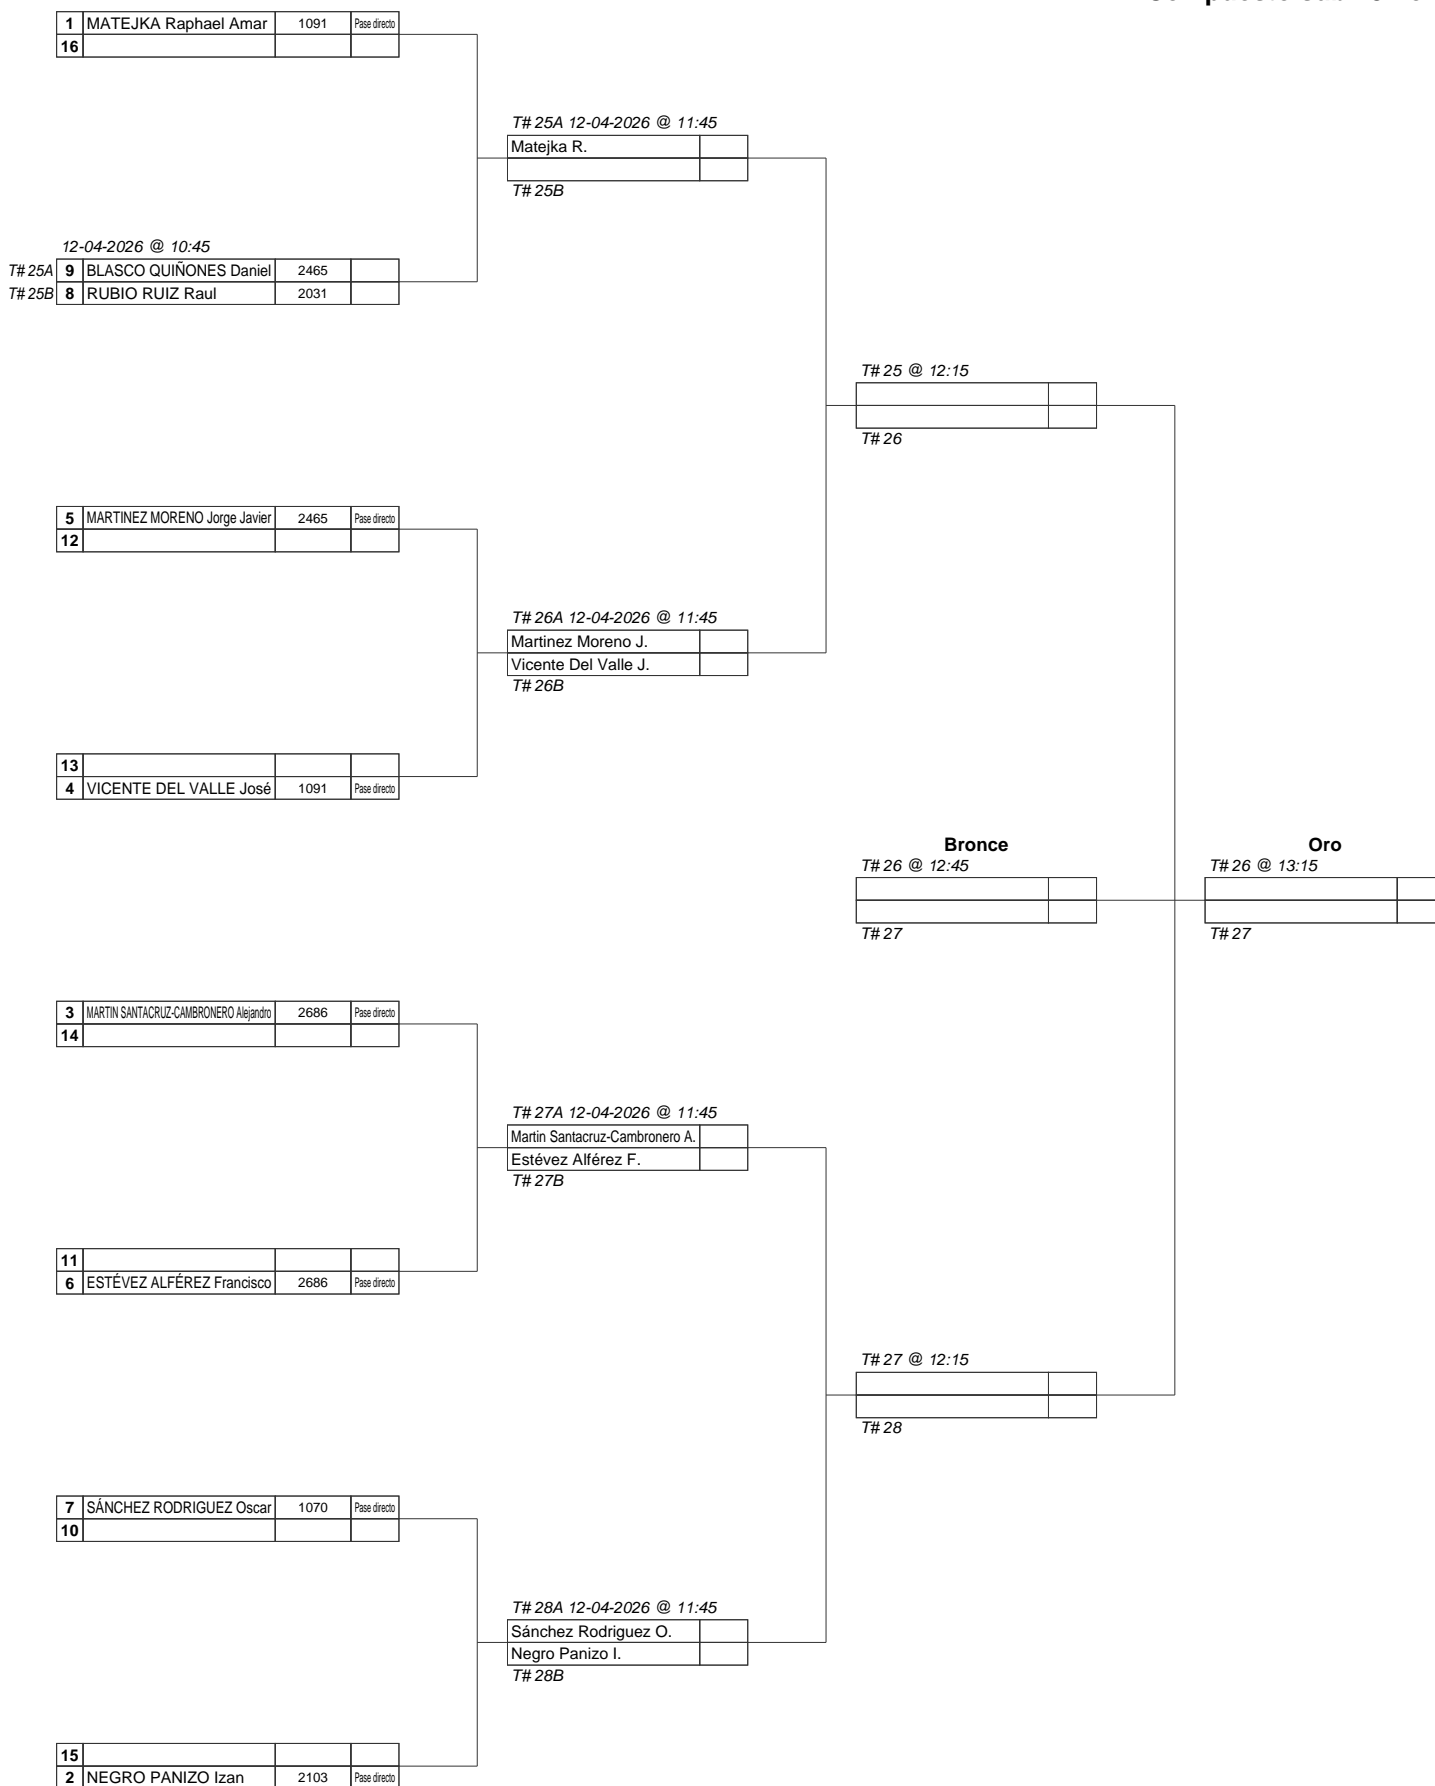 1 MATEJKA Raphael Amar 1091 Pase directo
16
T# 25A 12-04-2026 @ 11:45
Matejka R.
T# 25B
12-04-2026 @ 10:45
T# 25A 9 BLASCO QUIÑONES Daniel 2465
T# 25B 8 RUBIO RUIZ Raul 2031
T# 25 @ 12:15
T# 26
5 MARTINEZ MORENO Jorge Javier 2465 Pase directo
12
T# 26A 12-04-2026 @ 11:45
Martinez Moreno J.
Vicente Del Valle J.
T# 26B
13
4 VICENTE DEL VALLE José 1091 Pase directo
Bronce Oro
T# 26 @ 12:45 T# 26 @ 13:15
T# 27 T# 27
3 MARTIN SANTACRUZ-CAMBRONERO Alejandro 2686 Pase directo
14
T# 27A 12-04-2026 @ 11:45
Martin Santacruz-Cambronero A.
Estévez Alférez F.
T# 27B
11
6 ESTÉVEZ ALFÉREZ Francisco 2686 Pase directo
T# 27 @ 12:15
T# 28
7 SÁNCHEZ RODRIGUEZ Oscar 1070 Pase directo
10
T# 28A 12-04-2026 @ 11:45
Sánchez Rodriguez O.
Negro Panizo I.
T# 28B
15
2 NEGRO PANIZO Izan 2103 Pase directo